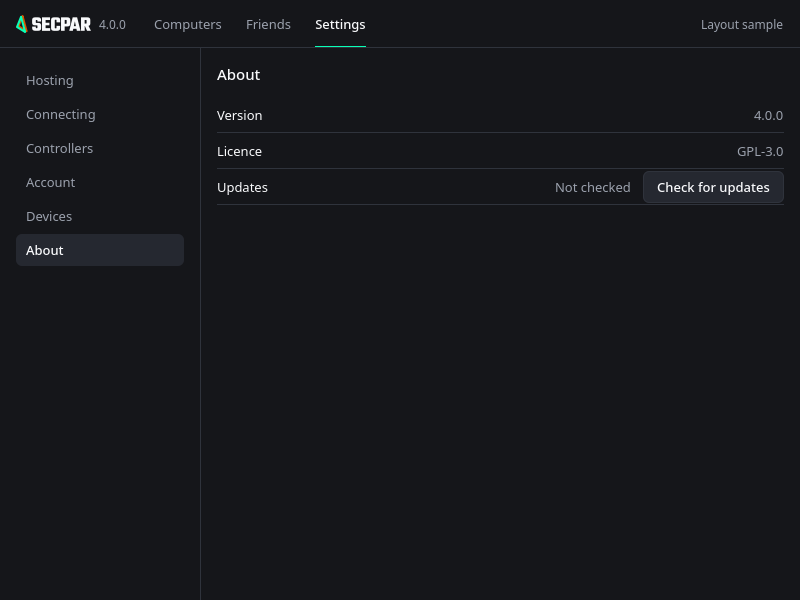 SECPAR 4.0.0 Computers Friends Settings Layout sample
Hosting
Connecting
Controllers
Account
Devices
About
About
Version 4.0.0
Licence GPL-3.0
Updates Not checked Check for updates